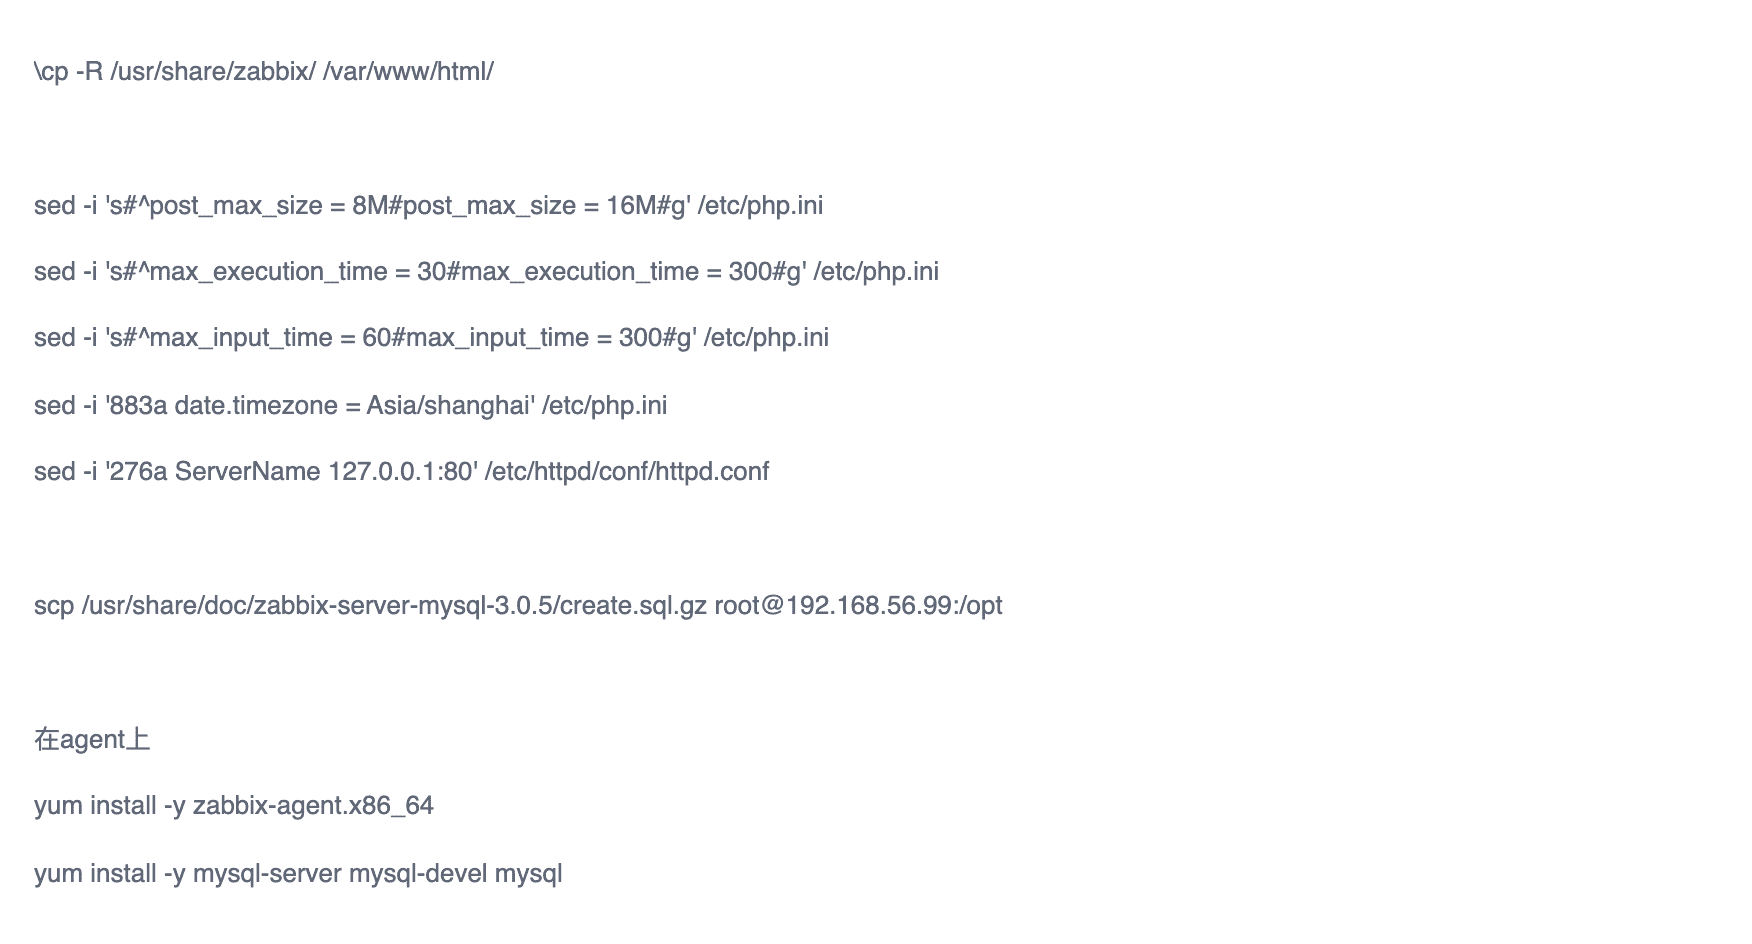 \cp -R /usr/share/zabbix/ /var/www/html/
sed -i 's#^post_max_size = 8M#post_max_size = 16M#g' /etc/php.ini
sed -i 's#^max_execution_time = 30#max_execution_time = 300#g' /etc/php.ini
sed -i 's#^max_input_time = 60#max_input_time = 300#g' /etc/php.ini
sed -i '883a date.timezone = Asia/shanghai' /etc/php.ini
sed -i '276a ServerName 127.0.0.1:80' /etc/httpd/conf/httpd.conf
scp /usr/share/doc/zabbix-server-mysql-3.0.5/create.sql.gz root@192.168.56.99:/opt
在agent上
yum install -y zabbix-agent.x86_64
yum install -y mysql-server mysql-devel mysql